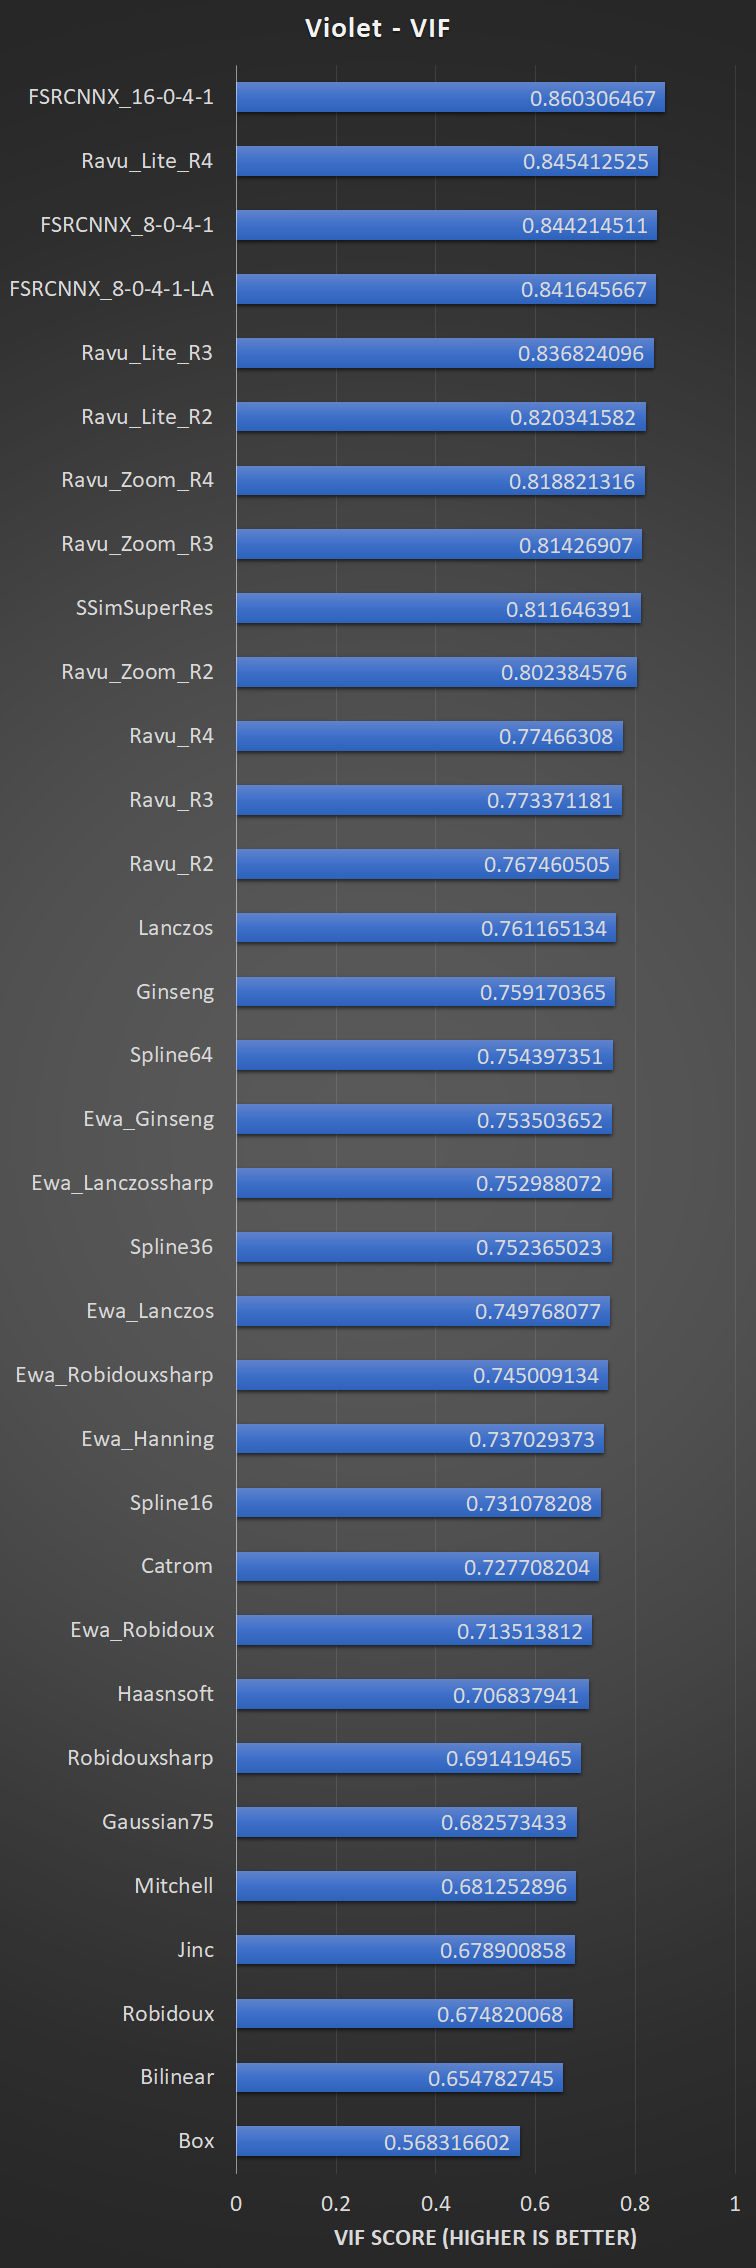 Violet - VIF
FSRCNNX_16-0-4-1 0.860306467
Ravu_Lite_R4 0.845412525
FSRCNNX_8-0-4-1 0.844214511
FSRCNNX_8-0-4-1-LA 0.841645667
Ravu_Lite_R3 0.836824096
Ravu_Lite_R2 0.820341582
Ravu_Zoom_R4 0.818821316
Ravu_Zoom_R3 0.81426907
SSimSuperRes 0.811646391
Ravu_Zoom_R2 0.802384576
Ravu_R4 0.77466308
Ravu_R3 0.773371181
Ravu_R2 0.767460505
Lanczos 0.761165134
Ginseng 0.759170365
Spline64 0.754397351
Ewa_Ginseng 0.753503652
Ewa_Lanczossharp 0.752988072
Spline36 0.752365023
Ewa_Lanczos 0.749768077
Ewa_Robidouxsharp 0.745009134
Ewa_Hanning 0.737029373
Spline16 0.731078208
Catrom 0.727708204
Ewa_Robidoux 0.713513812
Haasnsoft 0.706837941
Robidouxsharp 0.691419465
Gaussian75 0.682573433
Mitchell 0.681252896
Jinc 0.678900858
Robidoux 0.674820068
Bilinear 0.654782745
Box 0.568316602
0 0.2 0.4 0.6 0.8 1
VIF SCORE (HIGHER IS BETTER)